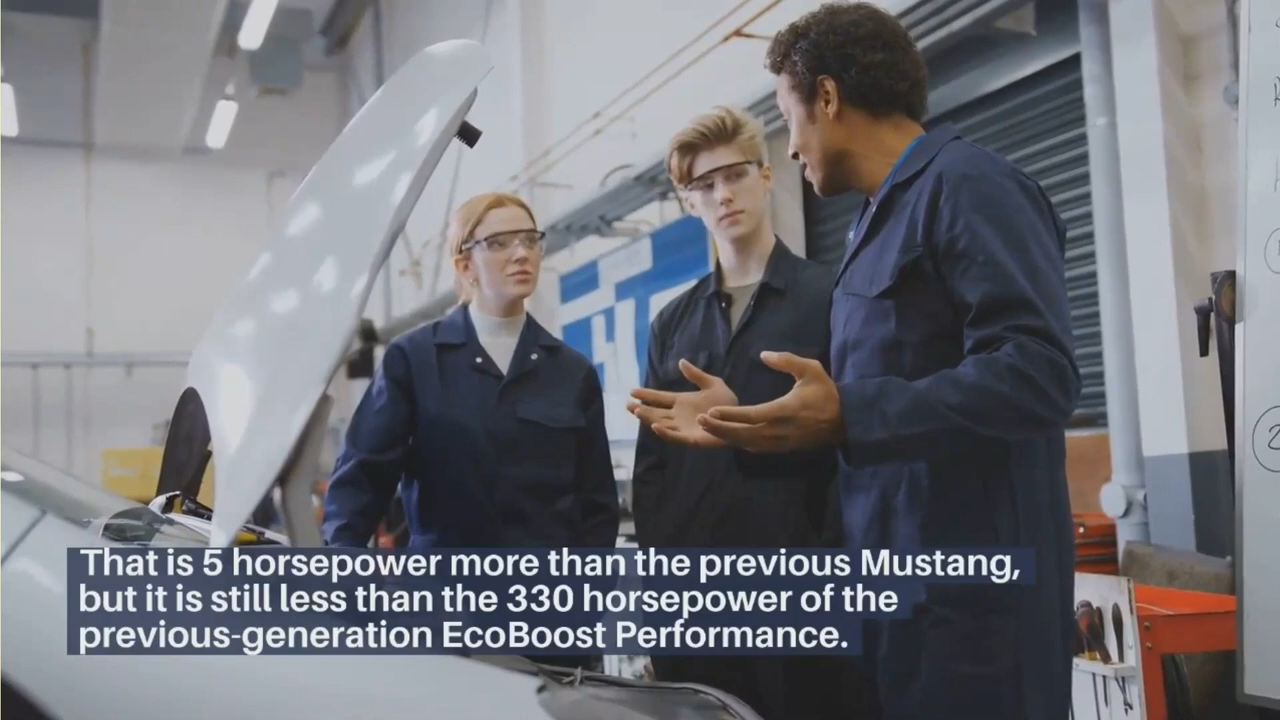 That is 5 horsepower more than the previous Mustang,
but it is still less than the 330 horsepower of the
previous-generation EcoBoost Performance.
2